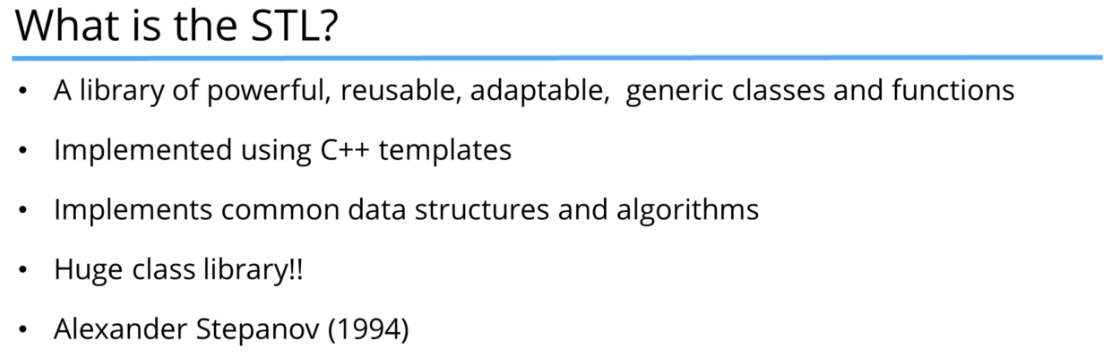 What is the STL?
• A library of powerful, reusable, adaptable,  generic classes and functions
• Implemented using C++ templates
• Implements common data structures and algorithms
• Huge class library!!
• Alexander Stepanov (1994)